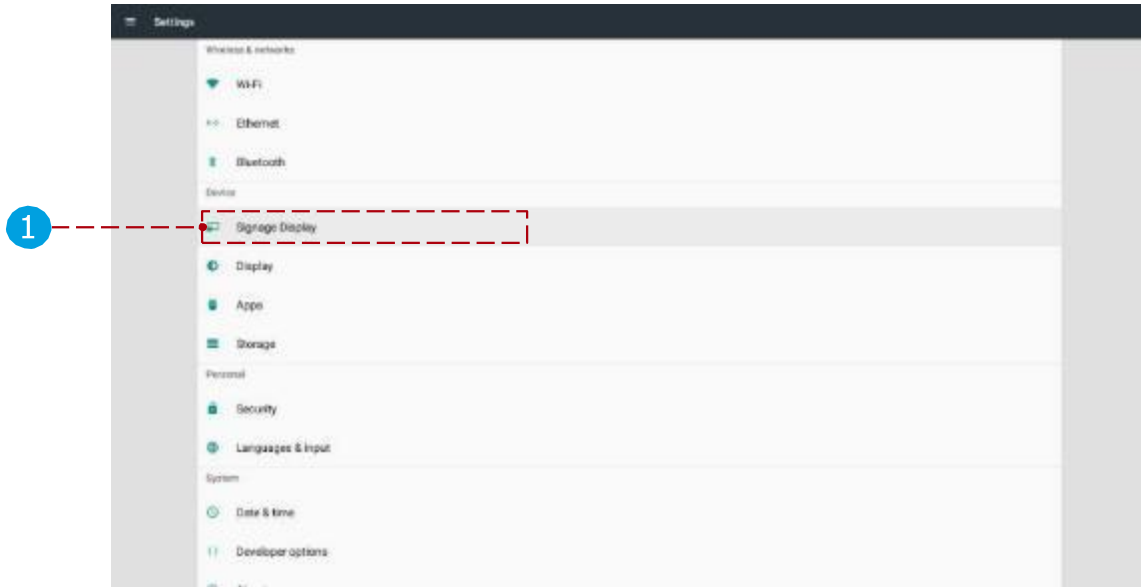 Settings
Wireless & networks
Wi-Fi
Ethernet
Bluetooth
Device
1
Signage Display
Display
Apps
Storage
Personal
Security
Languages & input
System
Date & time
Developer options